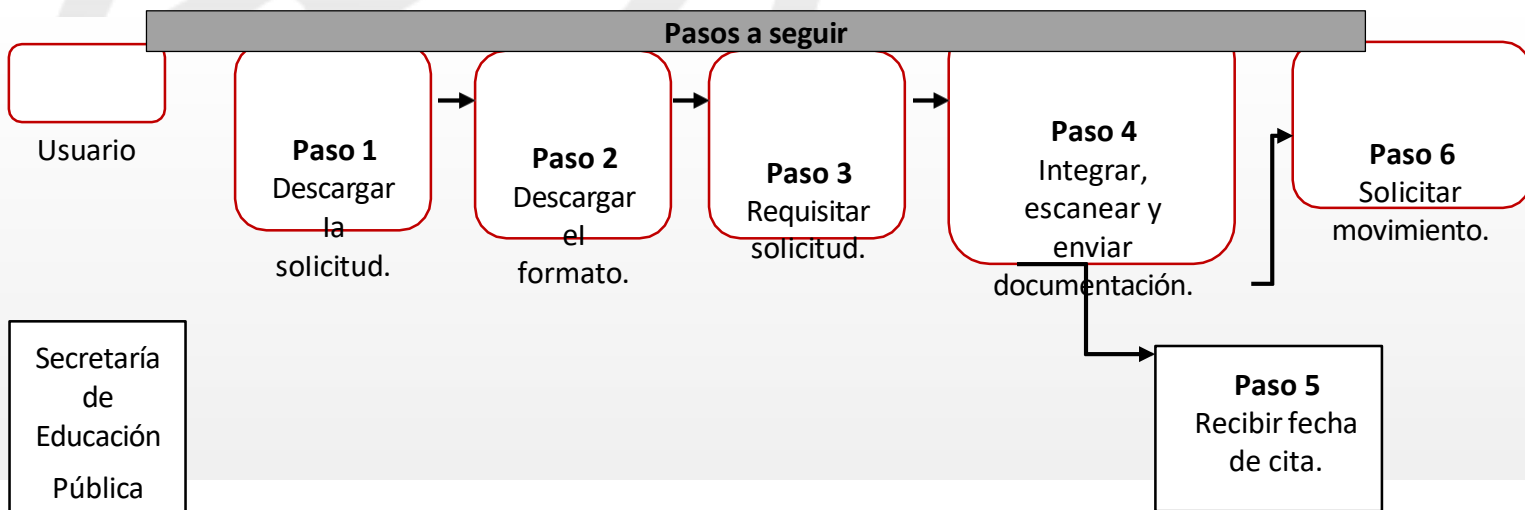 Pasos a seguir
Usuario
Paso 1
Descargar
la
solicitud.
Paso 2
Descargar
el
formato.
Paso 3
Requisitar
solicitud.
Paso 4
Integrar,
escanear y
enviar
documentación.
Paso 6
Solicitar
movimiento.
Secretaría
de
Educación
Pública
Paso 5
Recibir fecha
de cita.